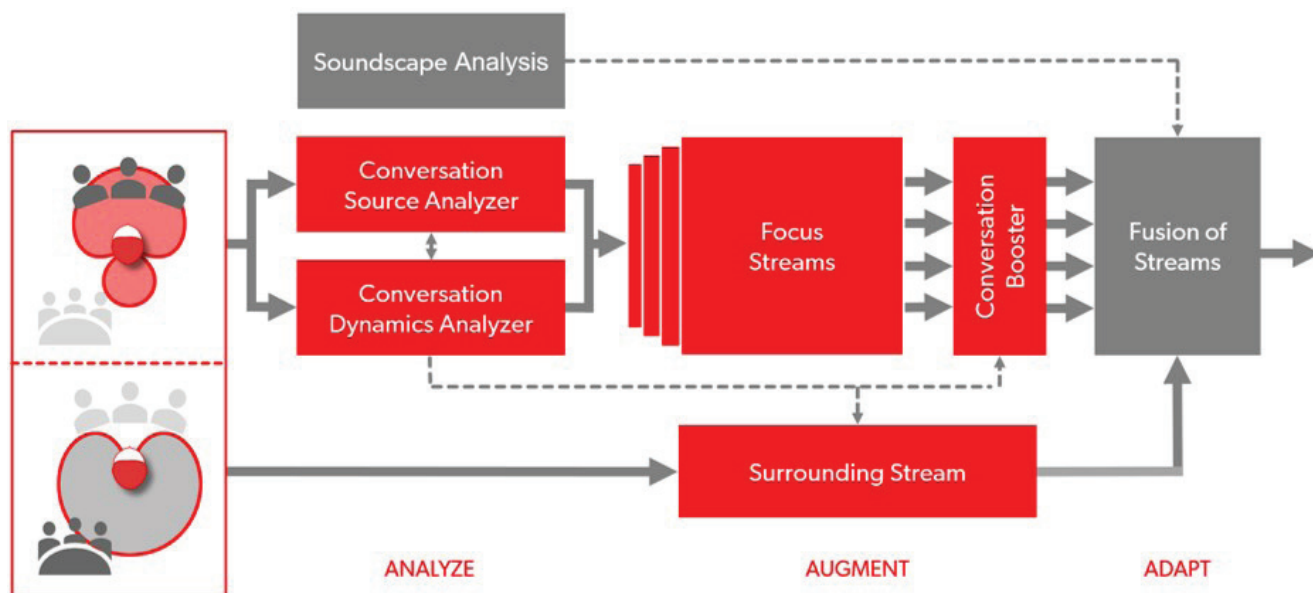 Soundscape Analysis
Conversation
Source Analyzer
Conversation
Dynamics Analyzer
Focus
Streams
Conversation
Booster
Fusion of
Streams
Surrounding Stream
ANALYZE
AUGMENT
ADAPT